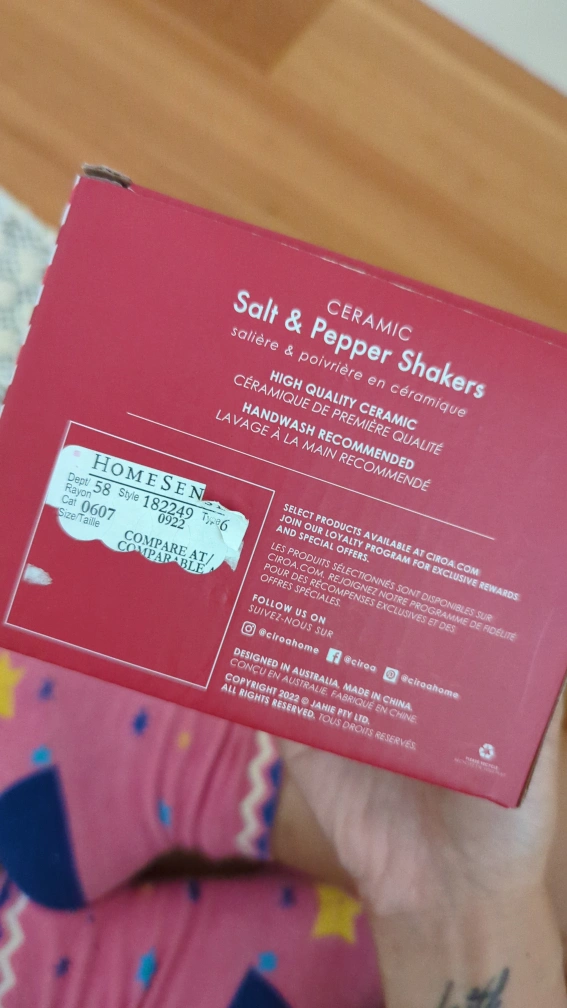 CERAMIC
Salt & Pepper Shakers
salière & poivrière en céramique
HIGH QUALITY CERAMIC
CÉRAMIQUE DE PREMIÈRE QUALITÉ
HANDWASH RECOMMENDED
LAVAGE À LA MAIN RECOMMENDÉ
HOMESEN
Dept/ 58 Style 182249 Type 6
Rayon
Cat 0607 0922
Size/Taille
COMPARE AT/
COMPARABLE
SELECT PRODUCTS AVAILABLE AT CIROA.COM
JOIN OUR LOYALTY PROGRAM FOR EXCLUSIVE REWARDS
AND SPECIAL OFFERS.
LES PRODUITS SÉLECTIONNÉS SONT DISPONIBLES SUR
CIROA.COM. REJOIGNEZ NOTRE PROGRAMME DE FIDÉLITÉ
POUR DES RÉCOMPENSES EXCLUSIVES ET DES
OFFRES SPÉCIALES.
FOLLOW US ON
SUIVEZ-NOUS SUR
@ciroahome @ciroa @ciroahome
DESIGNED IN AUSTRALIA. MADE IN CHINA.
CONÇU EN AUSTRALIE. FABRIQUÉ EN CHINE.
COPYRIGHT 2022 © JAHIE PTY LTD.
ALL RIGHTS RESERVED. TOUS DROITS RESERVÉS.